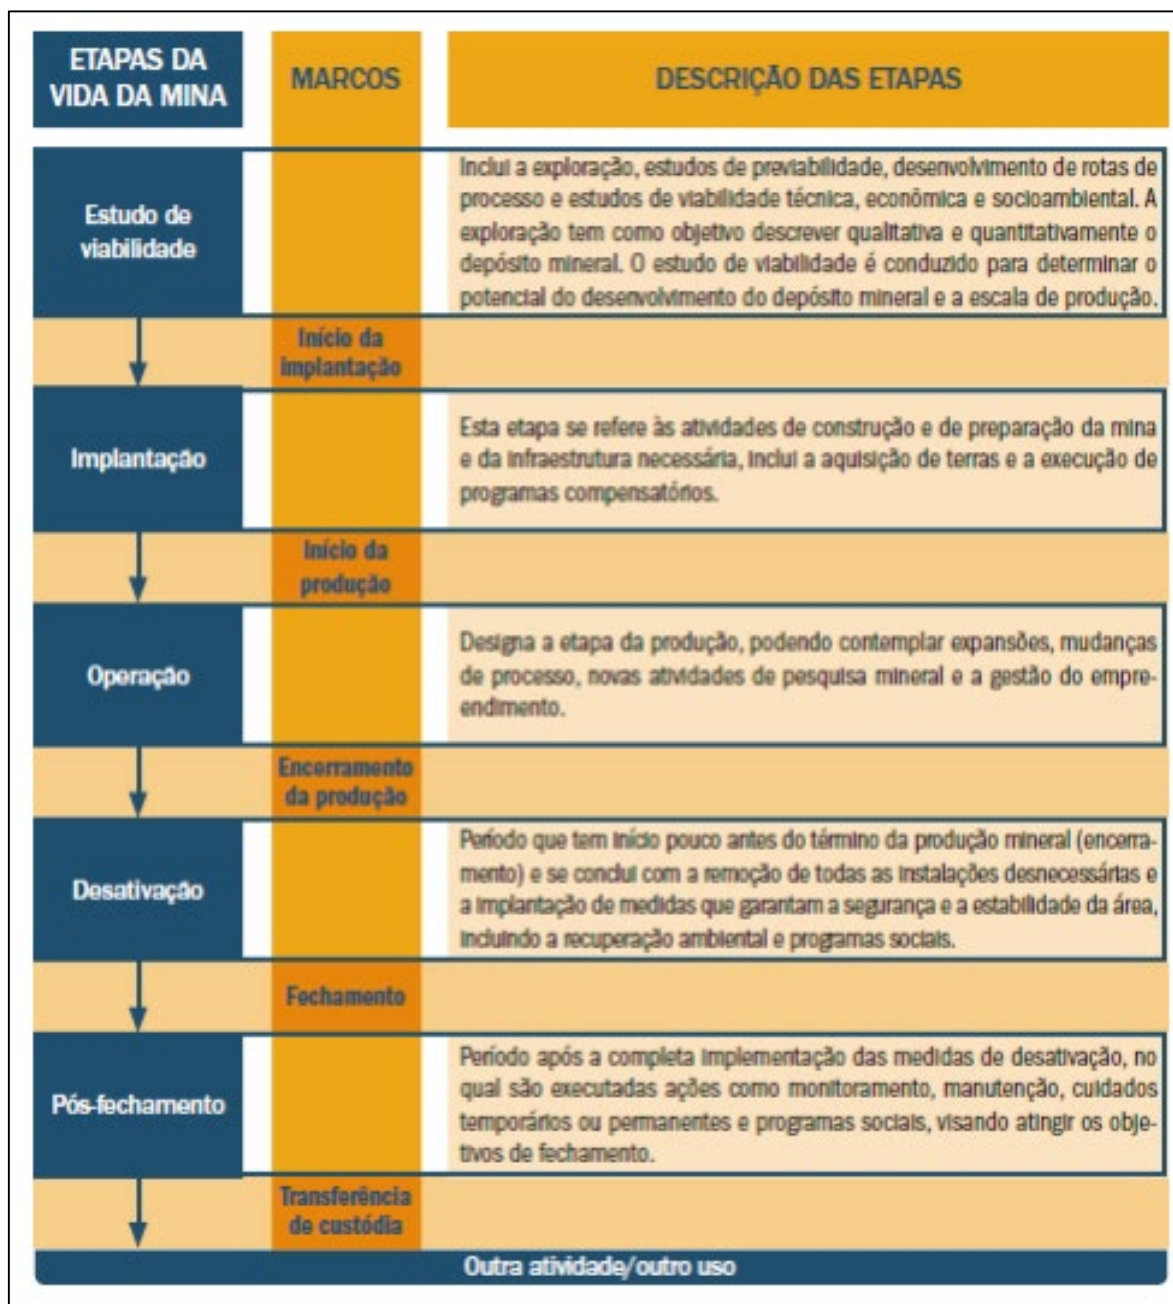 ETAPAS DA
VIDA DA MINA
MARCOS
DESCRIÇÃO DAS ETAPAS
Estudo de
viabilidade
Inclui a exploração, estudos de previabilidade, desenvolvimento de rotas de
processo e estudos de viabilidade técnica, econômica e socioambiental. A
exploração tem como objetivo descrever qualitativa e quantitativamente o
depósito mineral. O estudo de viabilidade é conduzido para determinar o
potencial do desenvolvimento do depósito mineral e a escala de produção.
Início da
implantação
Implantação
Esta etapa se refere às atividades de construção e de preparação da mina
e da infraestrutura necessária, inclui a aquisição de terras e a execução de
programas compensatórios.
Início da
produção
Operação
Designa a etapa da produção, podendo contemplar expansões, mudanças
de processo, novas atividades de pesquisa mineral e a gestão do empre-
endimento.
Encerramento
da produção
Desativação
Período que tem início pouco antes do término da produção mineral (encerra-
mento) e se conclui com a remoção de todas as instalações desnecessárias e
a implantação de medidas que garantam a segurança e a estabilidade da área,
incluindo a recuperação ambiental e programas sociais.
Fechamento
Pós-fechamento
Período após a completa implementação das medidas de desativação, no
qual são executadas ações como monitoramento, manutenção, cuidados
temporários ou permanentes e programas sociais, visando atingir os obje-
tivos de fechamento.
Transferência
de custódia
Outra atividade/outro uso